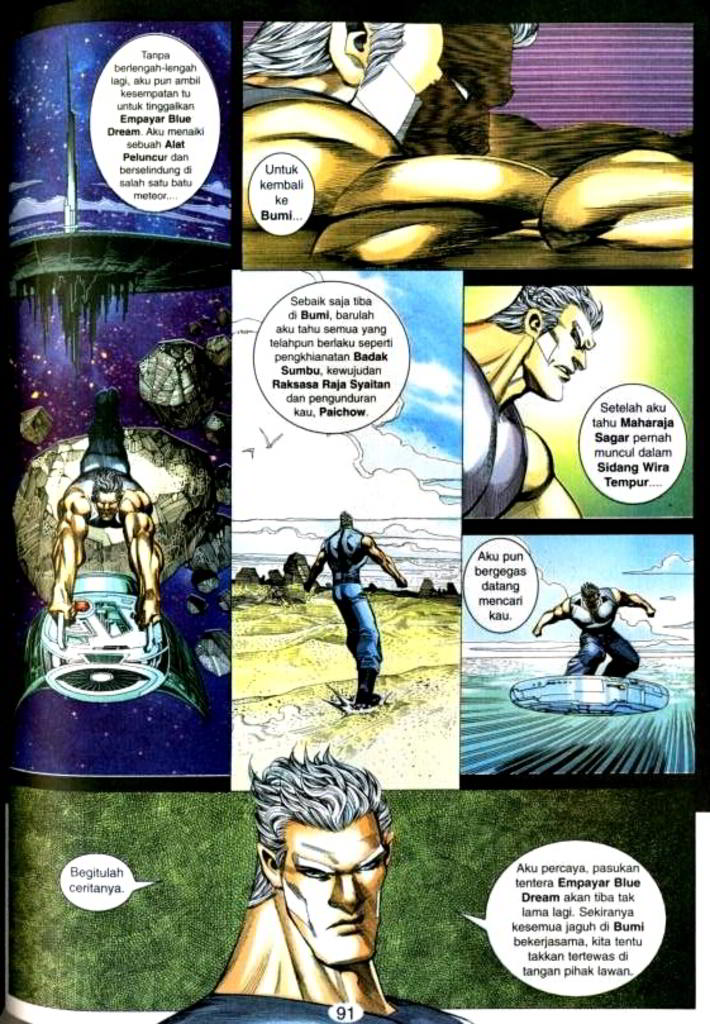 Tanpa
berlengah-lengah
lagi, aku pun ambil
kesempatan tu
untuk tinggalkan
Empayar Blue
Dream. Aku menaiki
sebuah Alat
Peluncur dan
berselindung di
salah satu batu
meteor....
Untuk
kembali
ke
Bumi...
Sebaik saja tiba
di Bumi, barulah
aku tahu semua yang
telahpun berlaku seperti
pengkhianatan Badak
Sumbu, kewujudan
Raksasa Raja Syaitan
dan pengunduran
kau, Paichow.
Setelah aku
tahu Maharaja
Sagar pernah
muncul dalam
Sidang Wira
Tempur....
Aku pun
bergegas
datang
mencari
kau.
Begitulah
ceritanya.
Aku percaya, pasukan
tentera Empayar Blue
Dream akan tiba tak
lama lagi. Sekiranya
kesemua jaguh di Bumi
bekerjasama, kita tentu
takkan tertewas di
tangan pihak lawan.
91